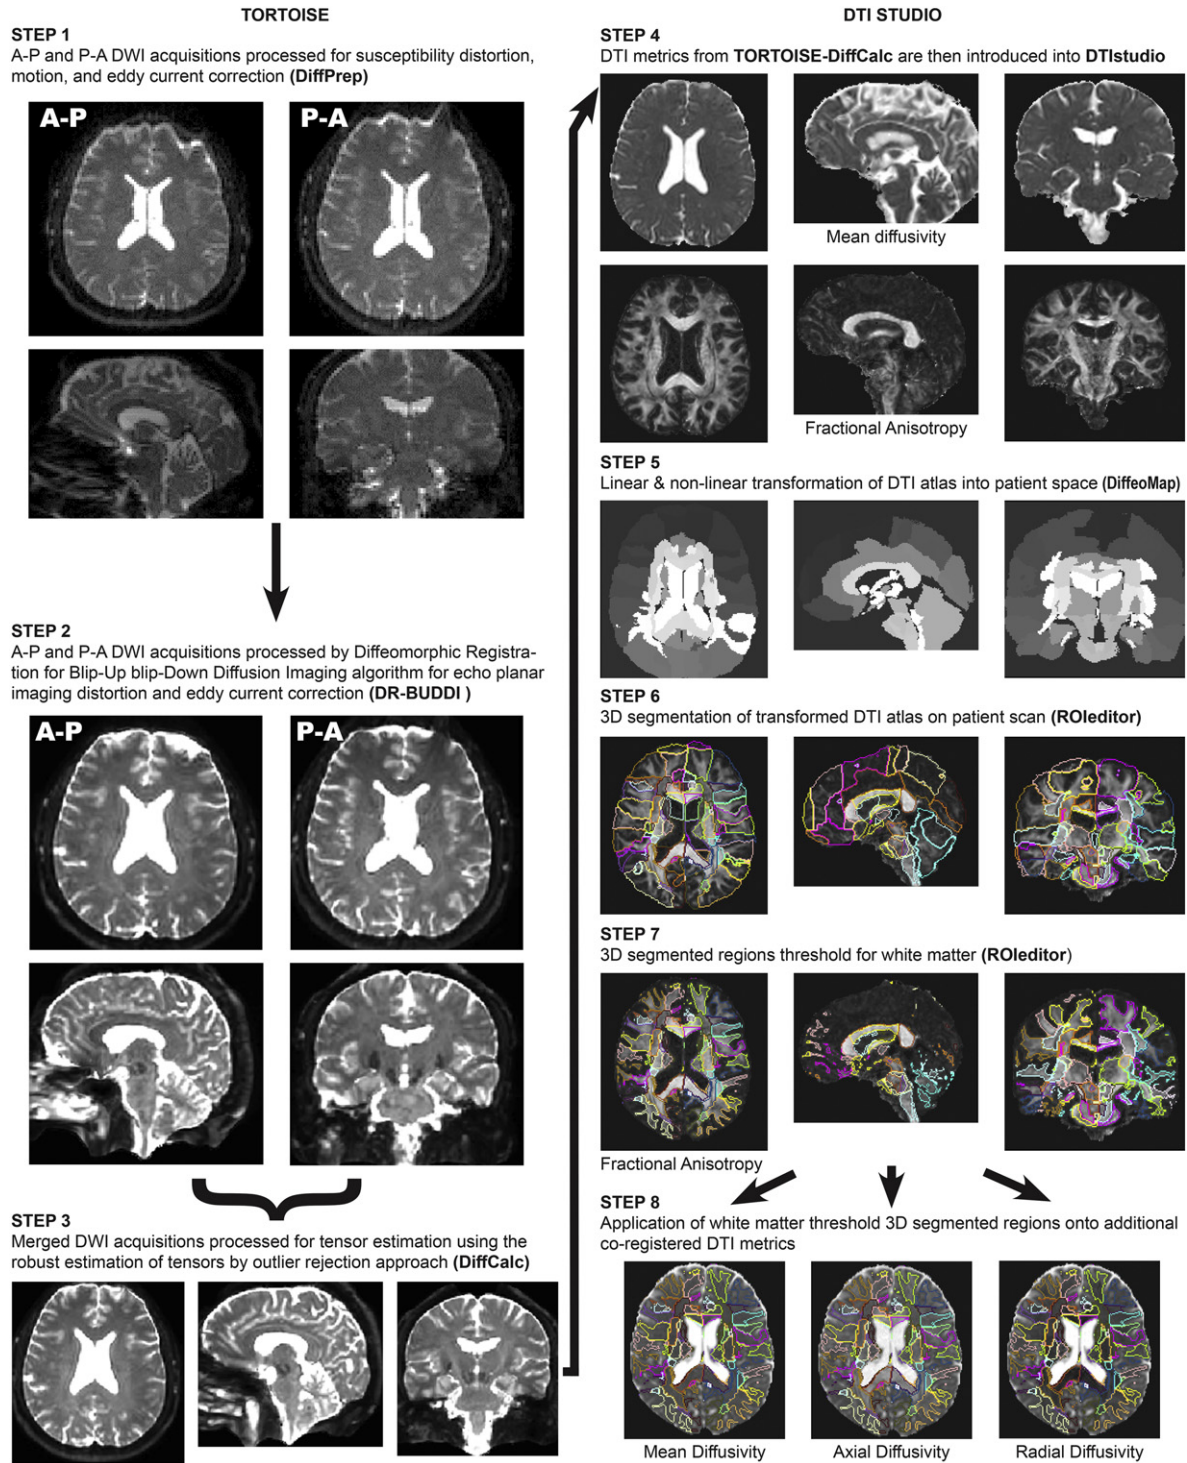 TORTOISE
STEP 1
A-P and P-A DWI acquisitions processed for susceptibility distortion,
motion, and eddy current correction (DiffPrep)
A-P
P-A
STEP 2
A-P and P-A DWI acquisitions processed by Diffeomorphic Registra-
tion for Blip-Up blip-Down Diffusion Imaging algorithm for echo planar
imaging distortion and eddy current correction (DR-BUDDI )
A-P
P-A
STEP 3
Merged DWI acquisitions processed for tensor estimation using the
robust estimation of tensors by outlier rejection approach (DiffCalc)
DTI STUDIO
STEP 4
DTI metrics from TORTOISE-DiffCalc are then introduced into DTIstudio
Mean diffusivity
Fractional Anisotropy
STEP 5
Linear & non-linear transformation of DTI atlas into patient space (DiffeoMap)
STEP 6
3D segmentation of transformed DTI atlas on patient scan (ROIeditor)
STEP 7
3D segmented regions threshold for white matter (ROIeditor)
Fractional Anisotropy
STEP 8
Application of white matter threshold 3D segmented regions onto additional
co-registered DTI metrics
Mean Diffusivity
Axial Diffusivity
Radial Diffusivity